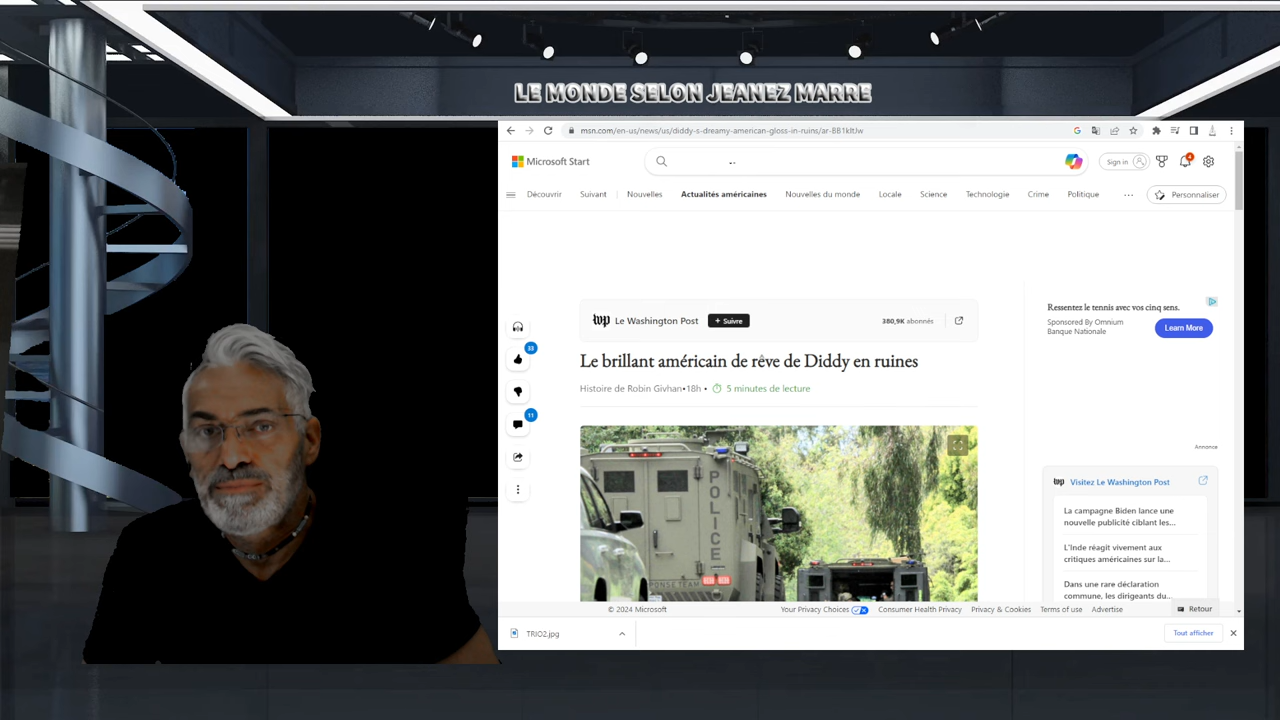 LE MONDE SELON JEANEZ MARRE
msn.com/en-us/news/us/diddy-s-dreamy-american-gloss-in-ruins/ar-BB1kItJw
Microsoft Start
Sign in
4
Découvrir Suivant Nouvelles Actualités américaines Nouvelles du monde Locale Science Technologie Crime Politique ... Personnaliser
wp Le Washington Post + Suivre 380,9K abonnés
Le brillant américain de rêve de Diddy en ruines
Histoire de Robin Givhan•18h • 5 minutes de lecture
33
11
POLICE
PONSE TEAM
Ressentez le tennis avec vos cinq sens.
Sponsored By Omnium
Banque Nationale
Learn More
Annonce
wp Visitez Le Washington Post
La campagne Biden lance une
nouvelle publicité ciblant les...
L'Inde réagit vivement aux
critiques américaines sur la...
Dans une rare déclaration
commune, les dirigeants du...
© 2024 Microsoft Your Privacy Choices Consumer Health Privacy Privacy & Cookies Terms of use Advertise Retour
TRIO2.jpg
Tout afficher